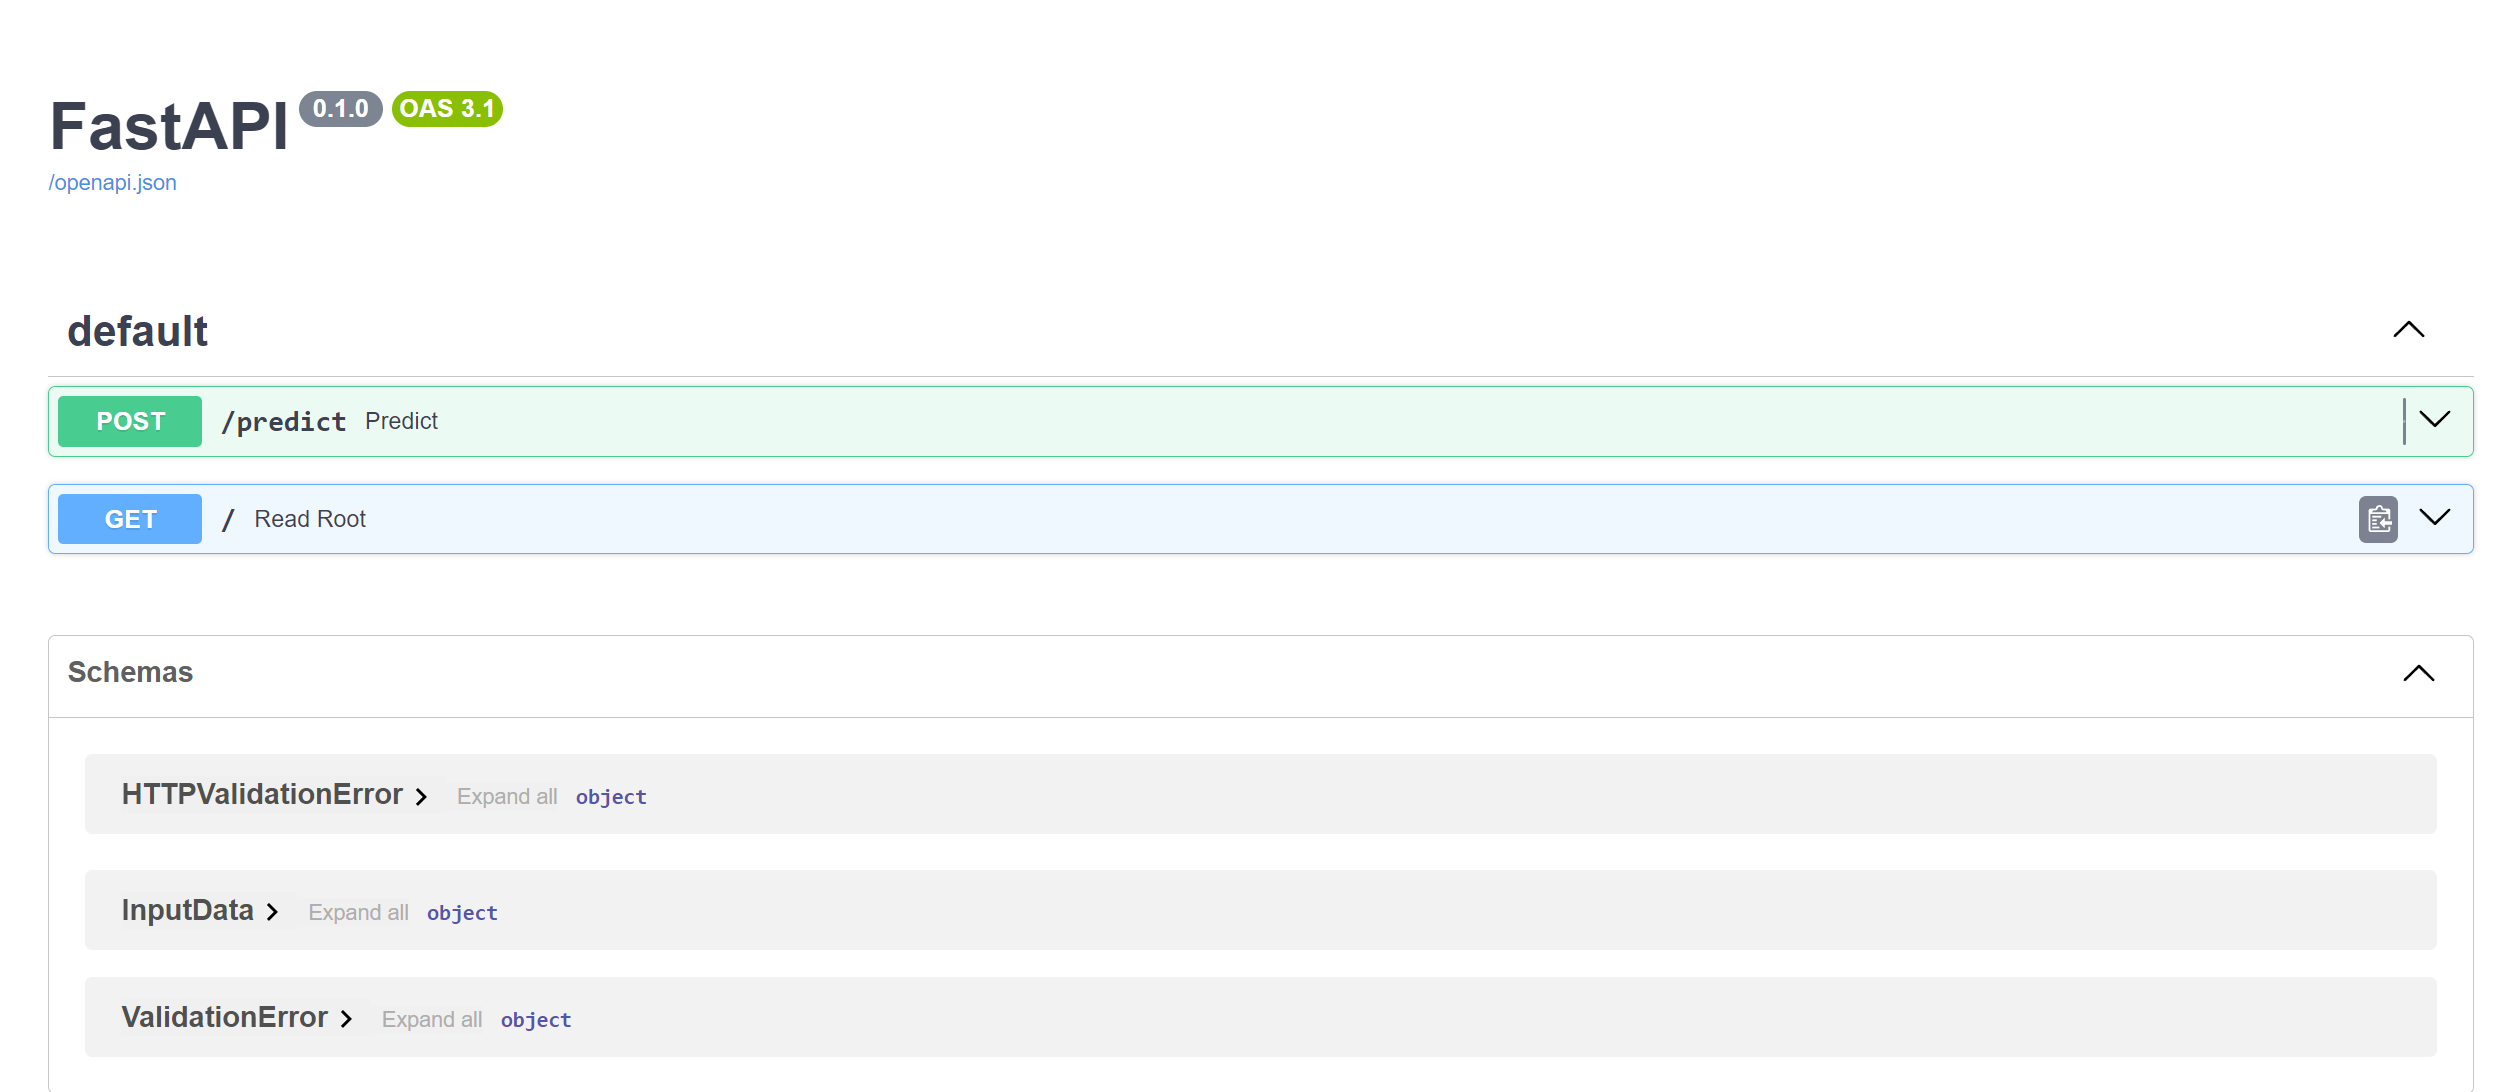 FastAPI 0.1.0 OAS 3.1
/openapi.json
default
POST /predict Predict
GET / Read Root
Schemas
HTTPValidationError Expand all object
InputData Expand all object
ValidationError Expand all object